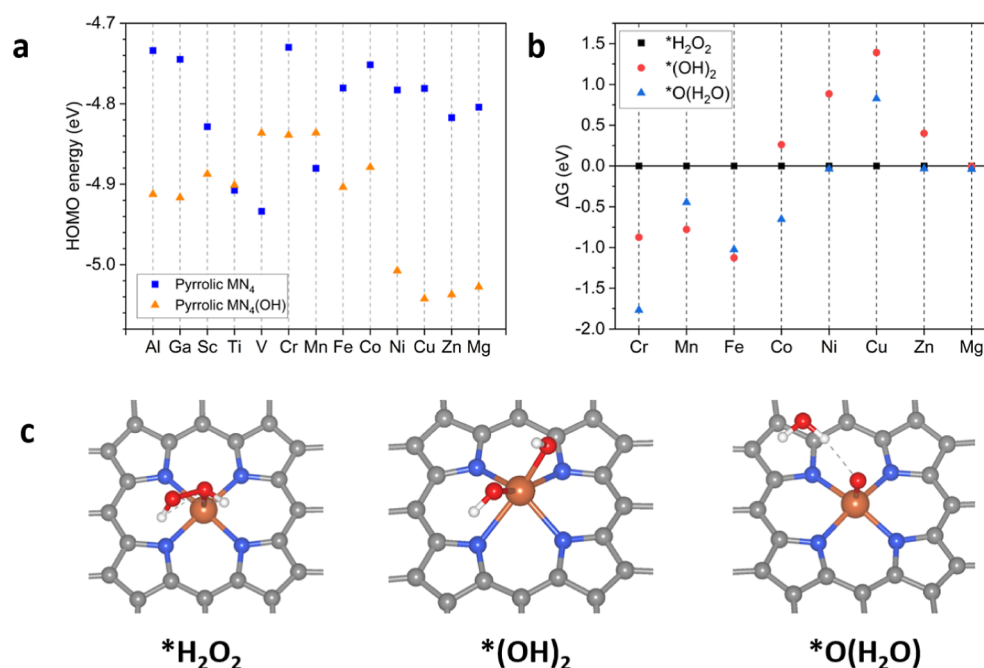 a
-4.7
-4.8
-4.9
-5.0
HOMO energy (eV)
Pyrrolic MN₄
Pyrrolic MN₄(OH)
Al Ga Sc Ti V Cr Mn Fe Co Ni Cu Zn Mg
b
1.5
1.0
0.5
0.0
-0.5
-1.0
-1.5
-2.0
ΔG (eV)
*H₂O₂
*(OH)₂
*O(H₂O)
Cr Mn Fe Co Ni Cu Zn Mg
c
*H₂O₂ *(OH)₂ *O(H₂O)